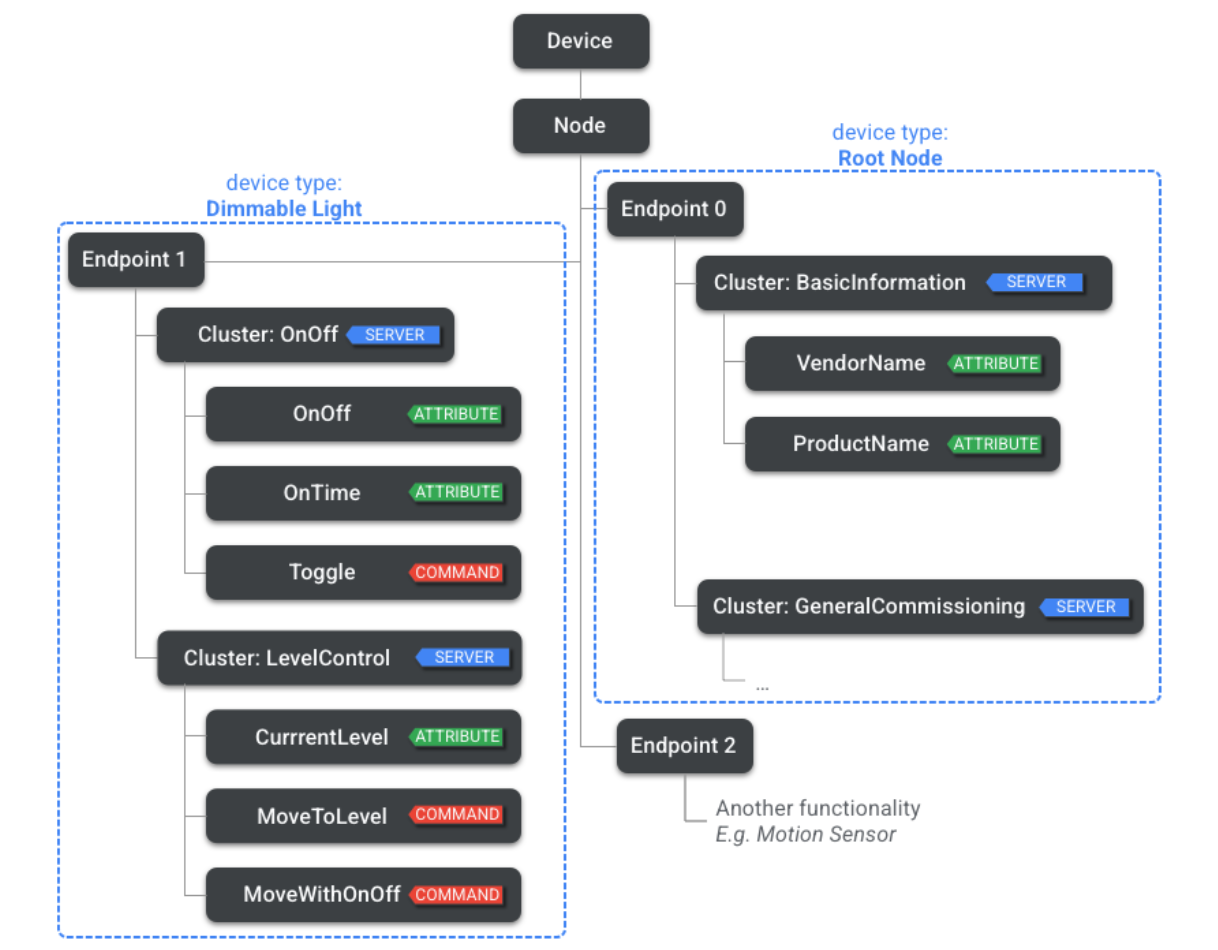 Device
Node
device type:
Root Node
device type:
Dimmable Light
Endpoint 0
Endpoint 1
Cluster: BasicInformation SERVER
VendorName ATTRIBUTE
ProductName ATTRIBUTE
Cluster: GeneralCommissioning SERVER
...
Cluster: OnOff SERVER
OnOff ATTRIBUTE
OnTime ATTRIBUTE
Toggle COMMAND
Cluster: LevelControl SERVER
CurrrentLevel ATTRIBUTE
MoveToLevel COMMAND
MoveWithOnOff COMMAND
Endpoint 2
Another functionality
E.g. Motion Sensor